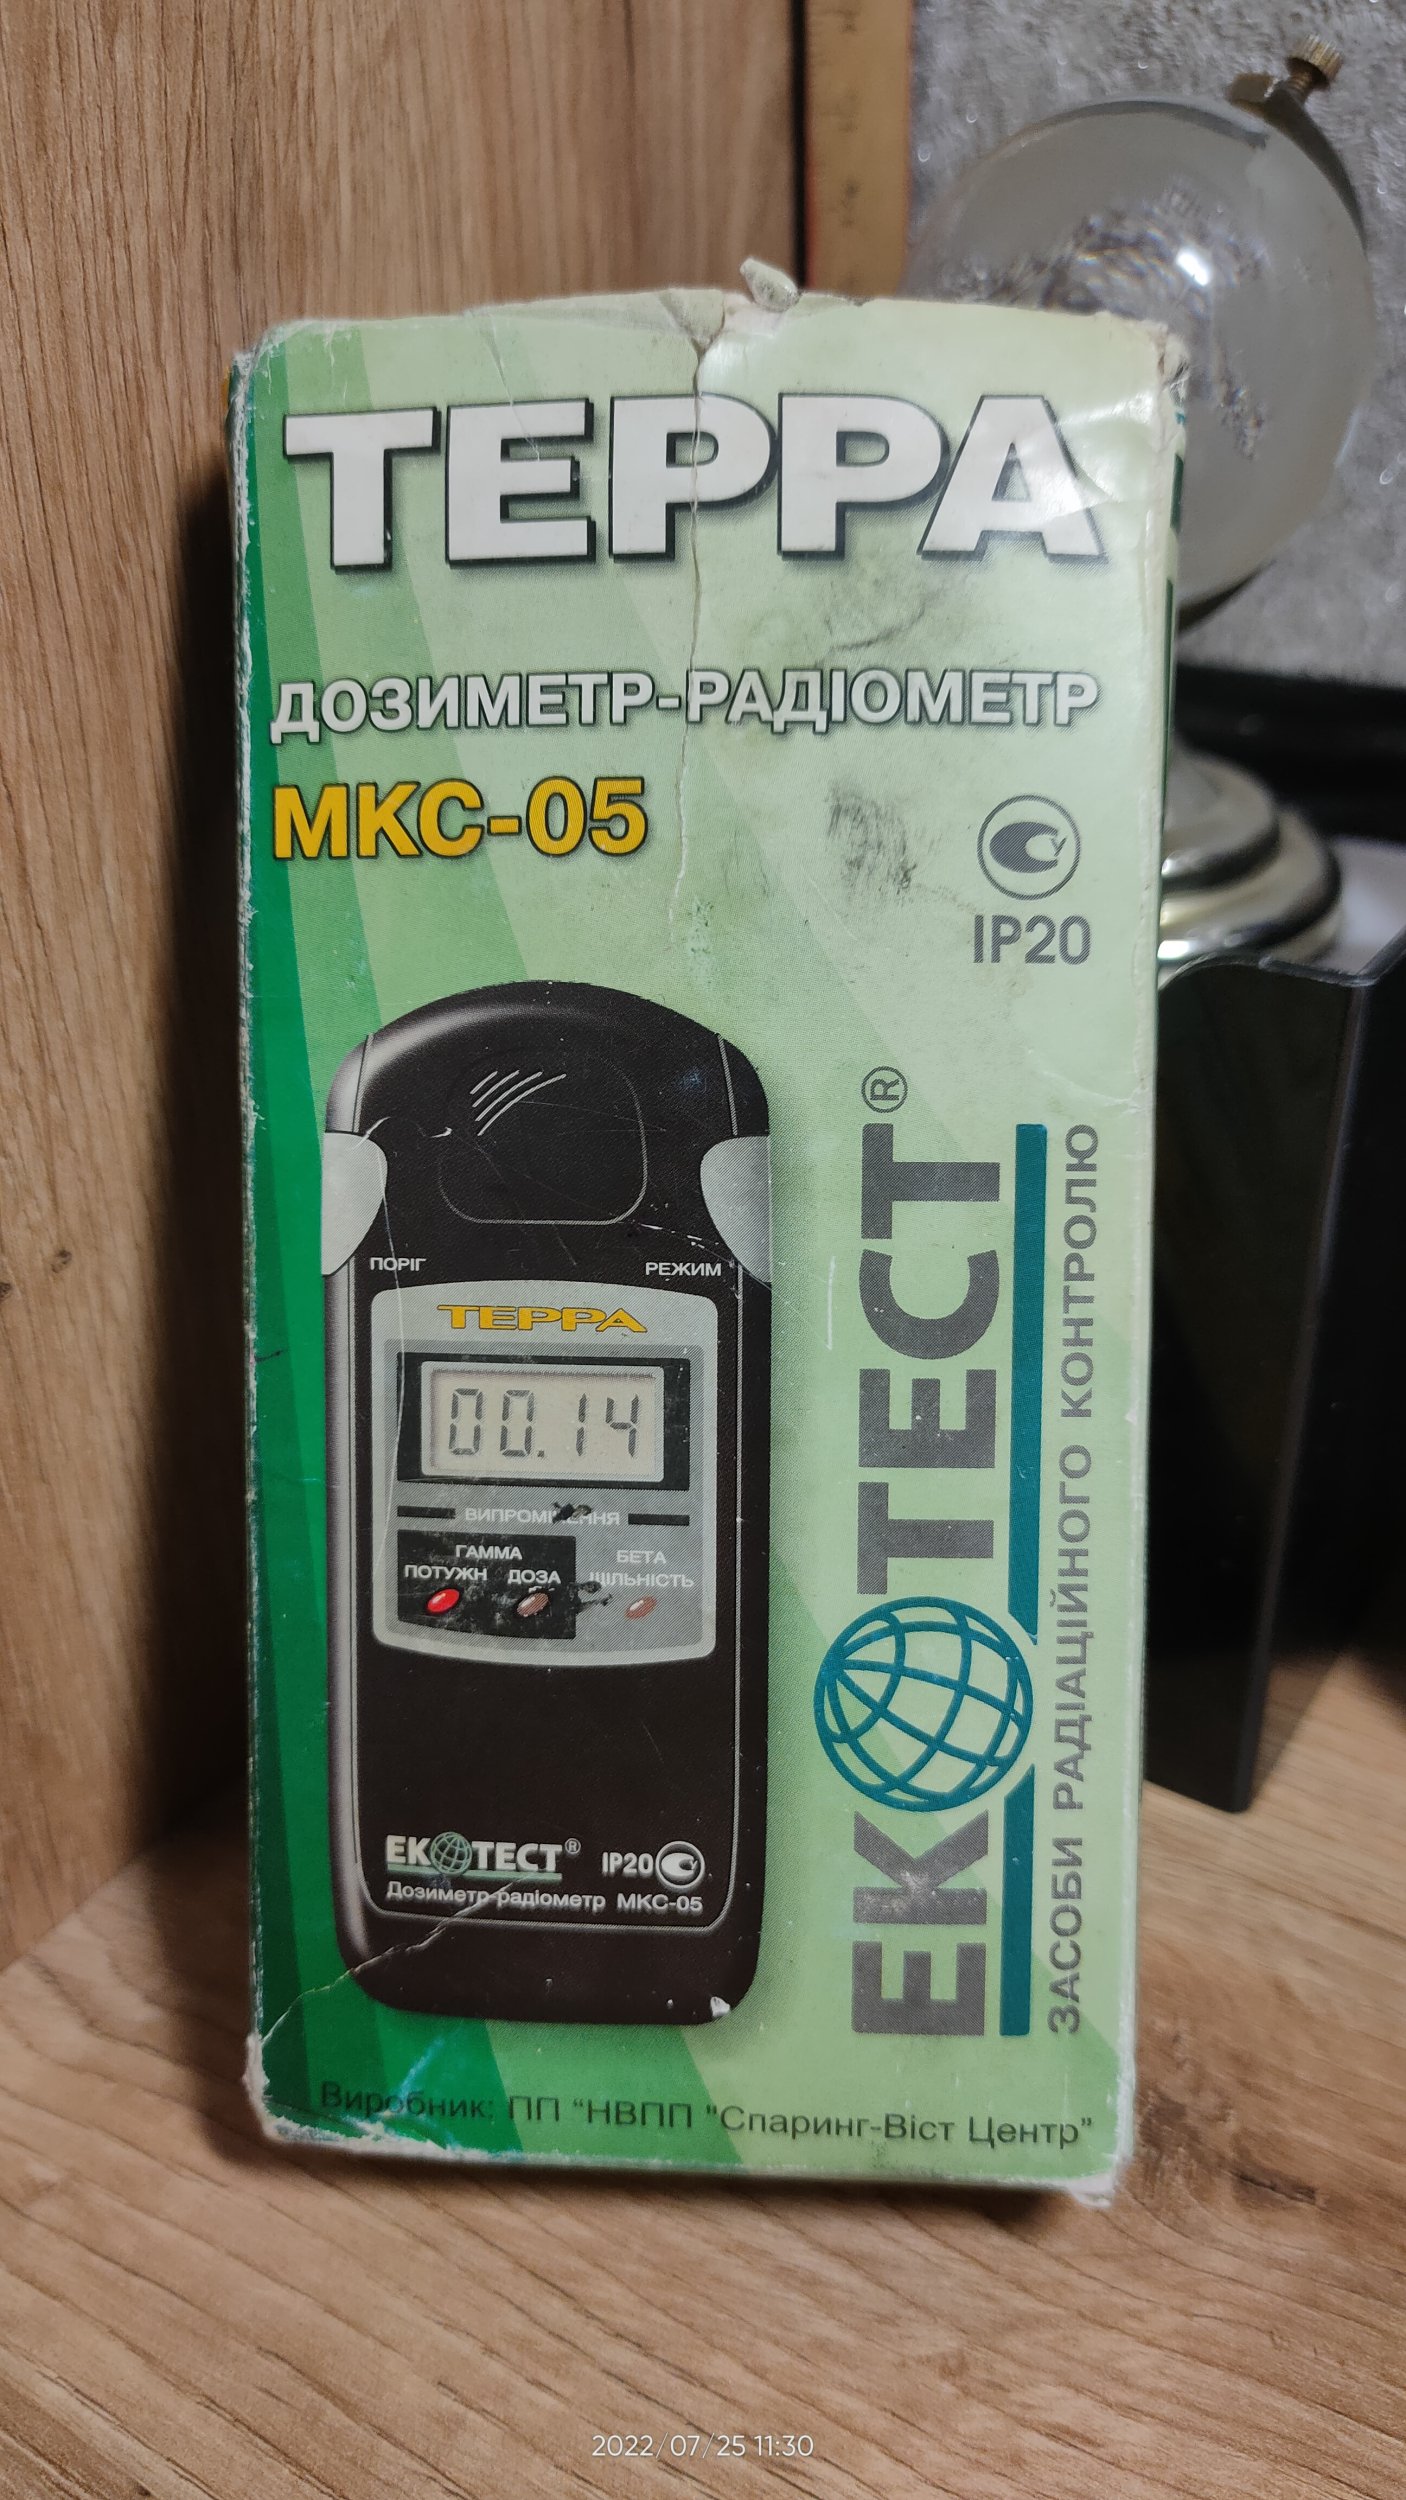 ТЕРРА
ДОЗИМЕТР-РАДІОМЕТР
МКС-05
IP20
ЕКОТЕСТ®
ЗАСОБИ РАДІАЦІЙНОГО КОНТРОЛЮ
ПОРІГ
РЕЖИМ
ТЕРРА
00.14
ГАММА
БЕТА
ПОТУЖН ДОЗА ЩІЛЬНІСТЬ
ЕКОТЕСТ® IP20
Дозиметр-радіометр МКС-05
Виробник: ПП "НВПП "Спаринг-Віст Центр"
2022/07/25 11:30